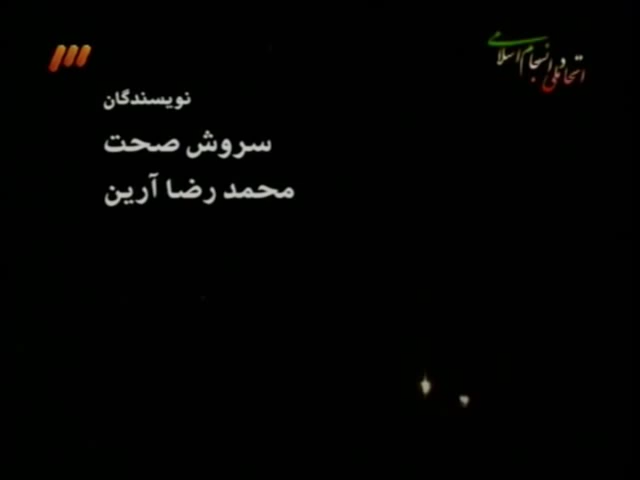 نویسندگان
سروش صحت
محمد رضا آرین
اتحاد ملی و انسجام اسلامی